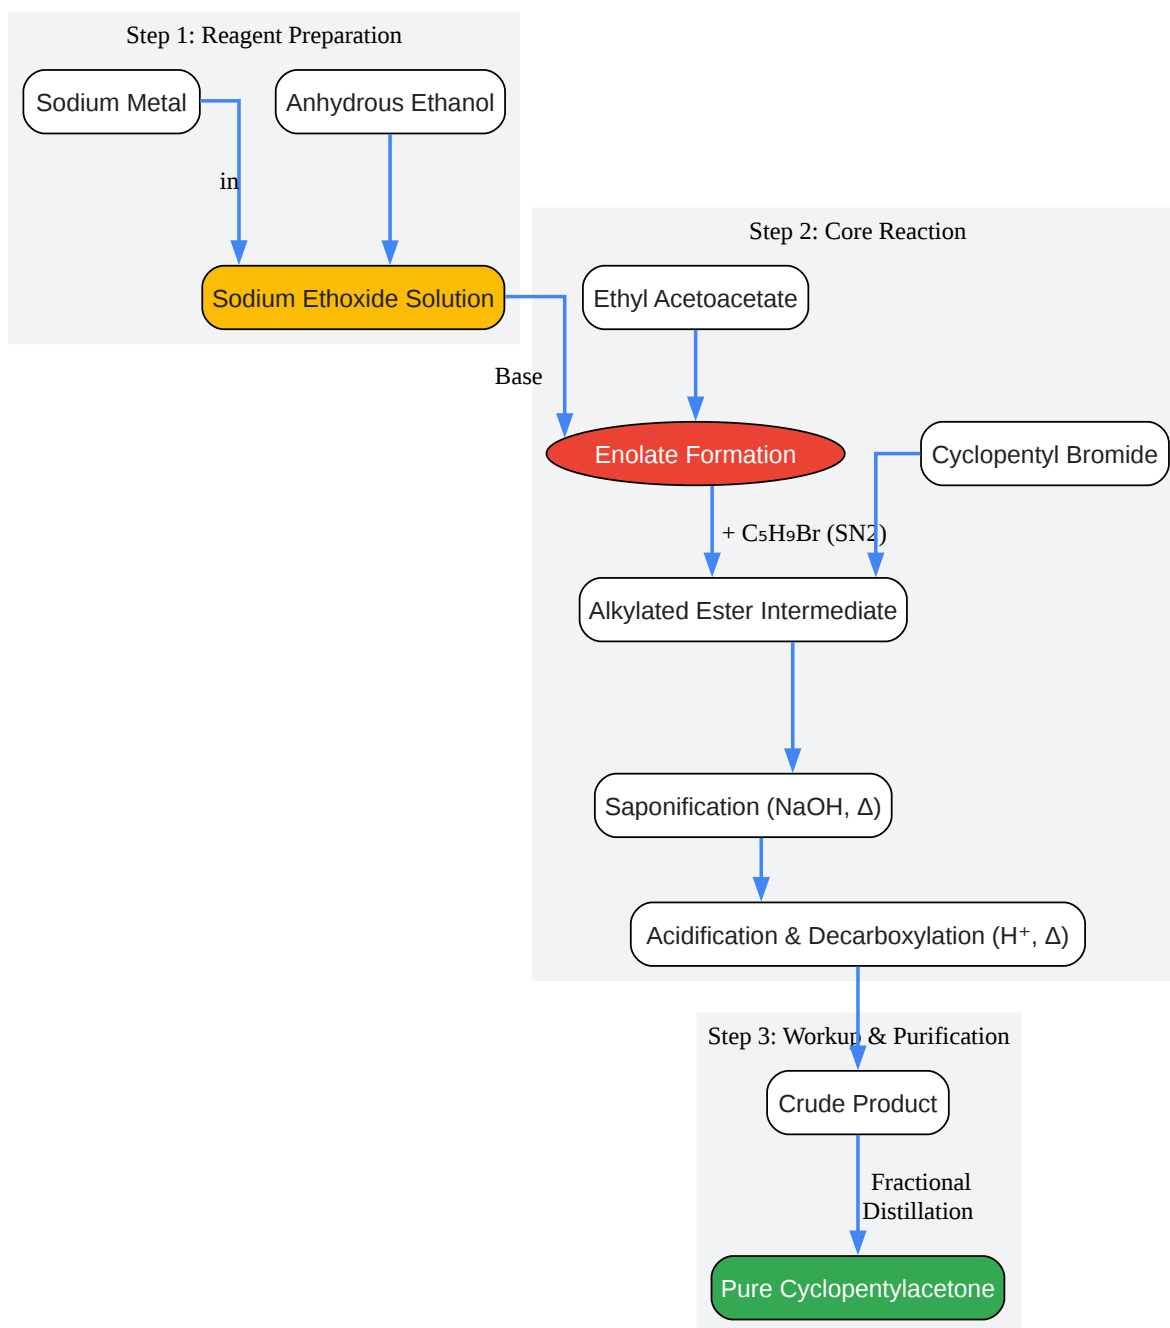 Step 1: Reagent Preparation
Sodium Metal
Anhydrous Ethanol
in
Sodium Ethoxide Solution
Step 2: Core Reaction
Ethyl Acetoacetate
Base
Enolate Formation
Cyclopentyl Bromide
+ C₅H₉Br (SN2)
Alkylated Ester Intermediate
Saponification (NaOH, Δ)
Acidification & Decarboxylation (H⁺, Δ)
Step 3: Workup & Purification
Crude Product
Fractional
Distillation
Pure Cyclopentylacetone